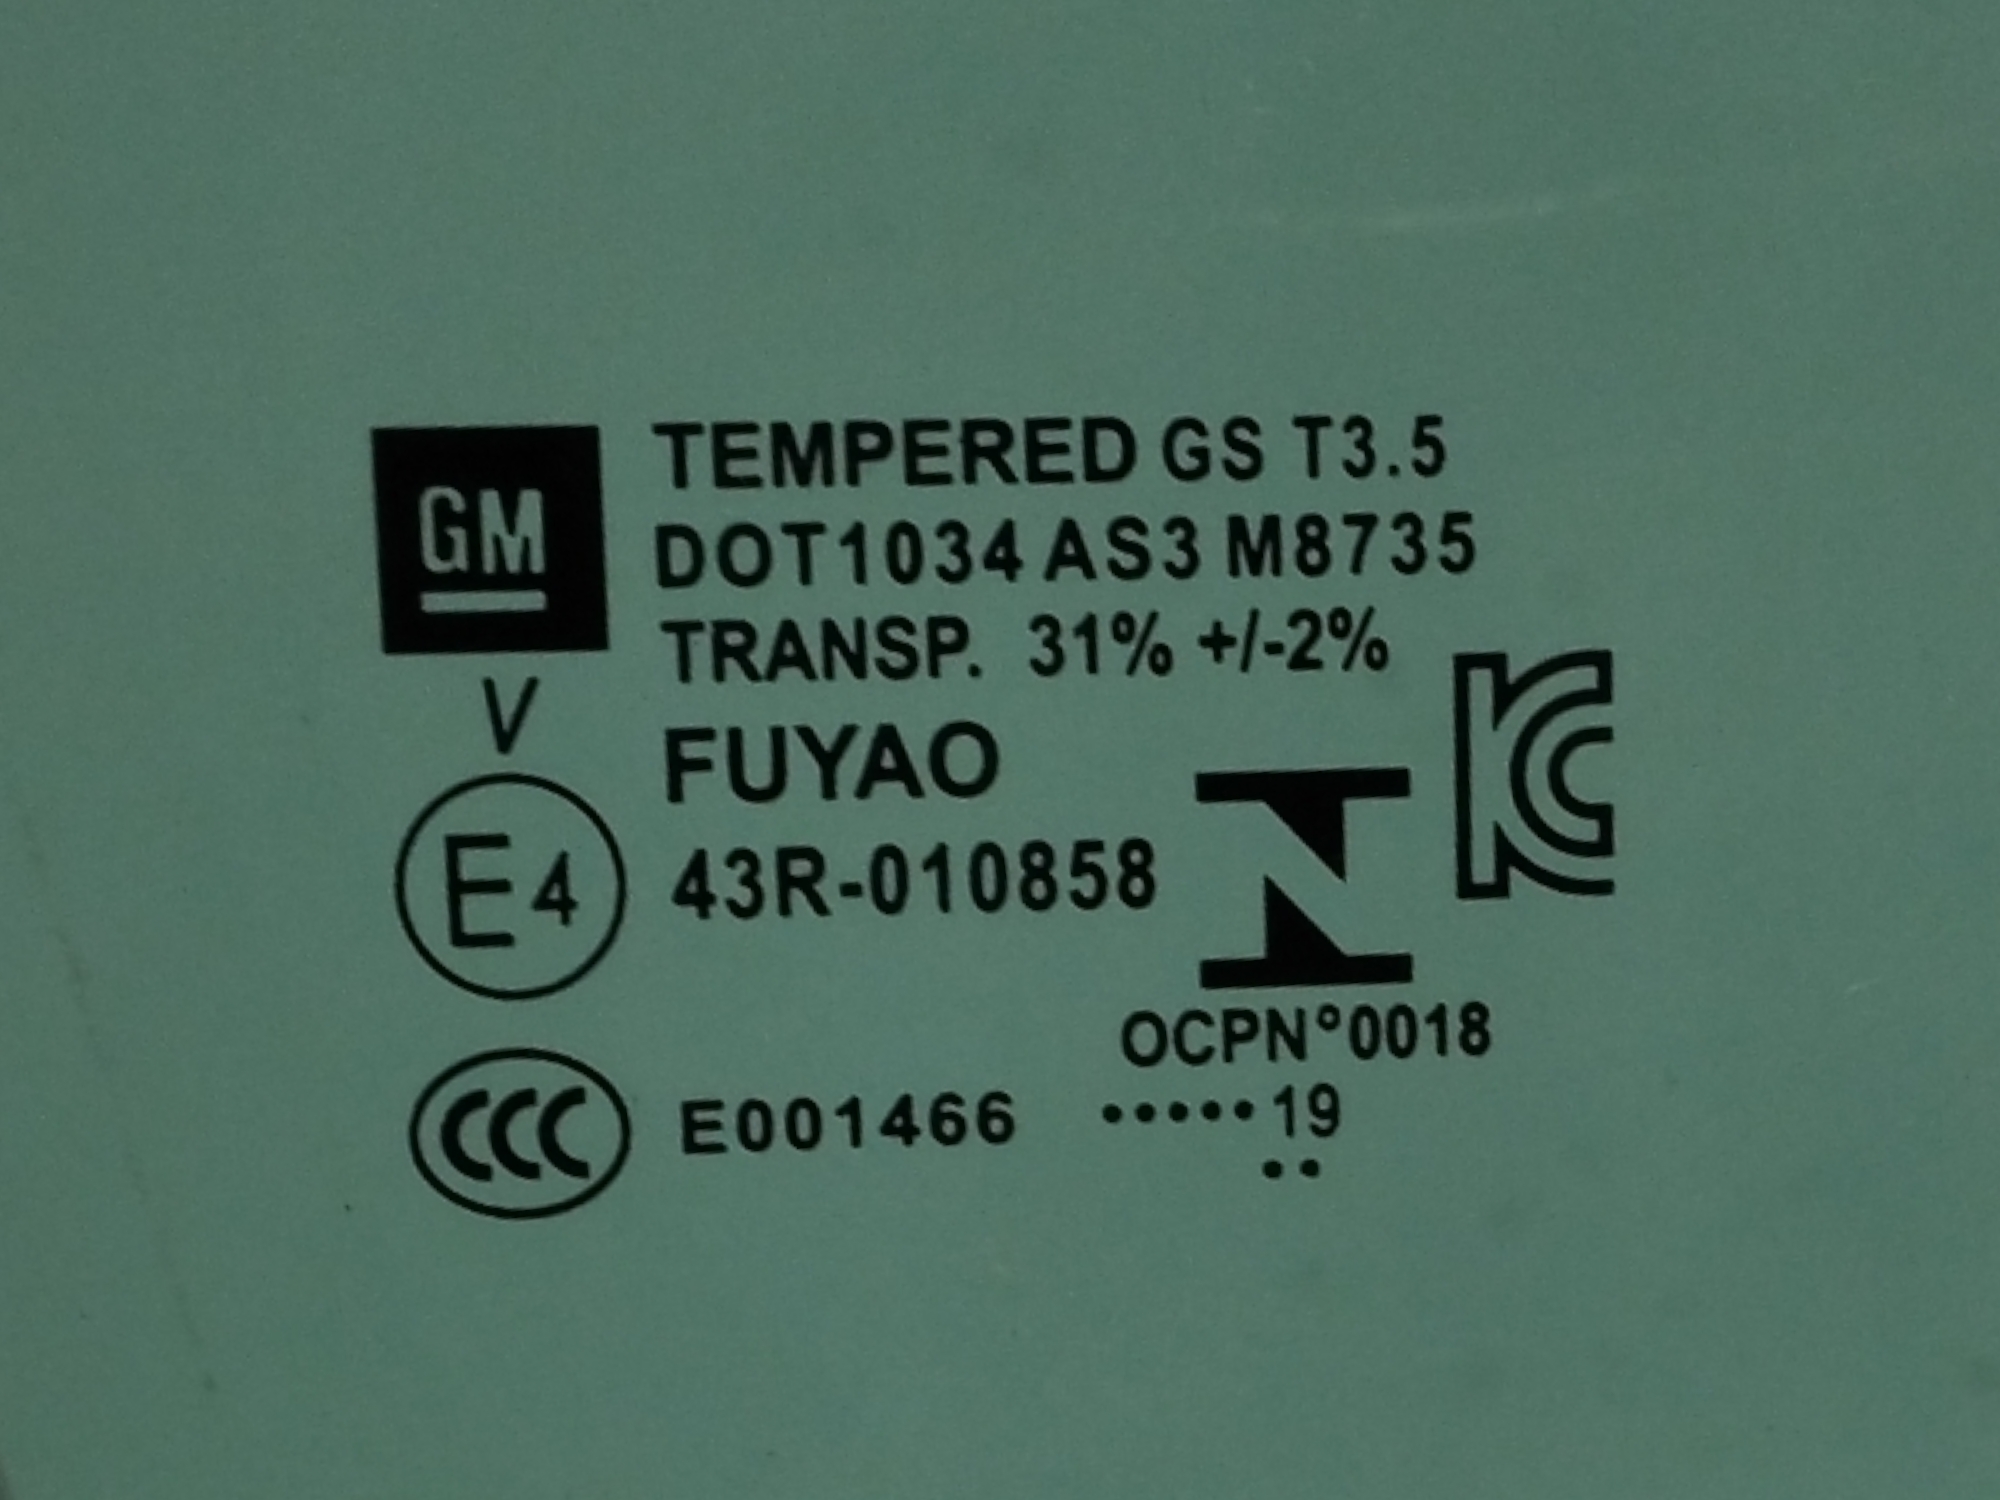 GM
TEMPERED GS T3.5
DOT1034 AS3 M8735
TRANSP. 31% +/-2%
V
FUYAO
E4
43R-010858
KC
N
OCPN°0018
CCC
E001466
•••••19
••